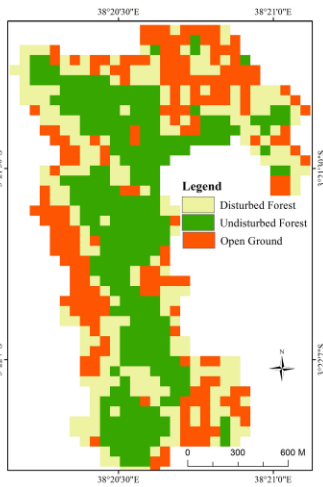 38°20'30"E 38°21'0"E
Legend
Disturbed Forest
Undisturbed Forest
Open Ground
N
0 300 600 M
38°20'30"E 38°21'0"E